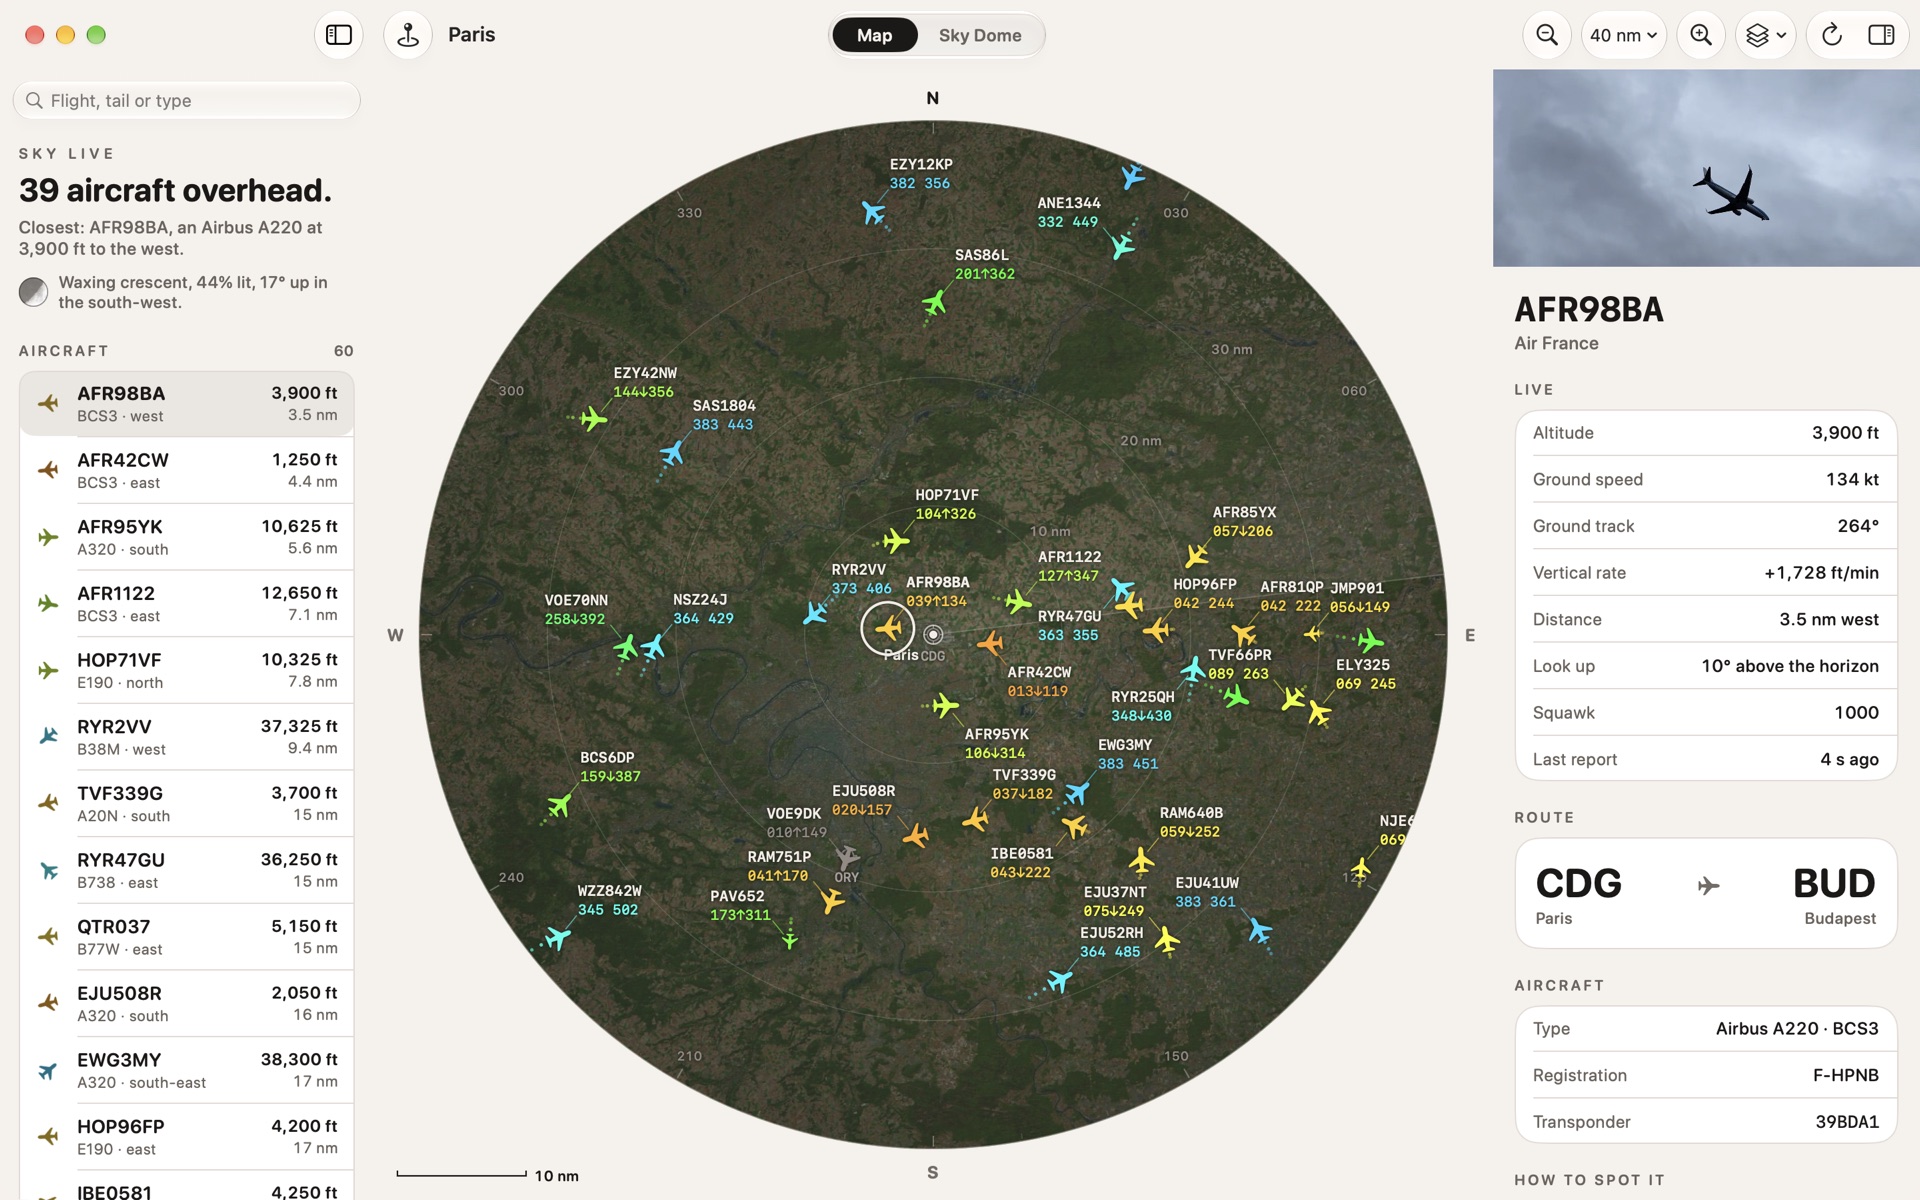 Paris
Map
Sky Dome
40 nm
Flight, tail or type
SKY LIVE
39 aircraft overhead.
Closest: AFR98BA, an Airbus A220 at
3,900 ft to the west.
Waxing crescent, 44% lit, 17° up in
the south-west.
AIRCRAFT 60
AFR98BA 3,900 ft
BCS3 · west 3.5 nm
AFR42CW 1,250 ft
BCS3 · east 4.4 nm
AFR95YK 10,625 ft
A320 · south 5.6 nm
AFR1122 12,650 ft
BCS3 · east 7.1 nm
HOP71VF 10,325 ft
E190 · north 7.8 nm
RYR2VV 37,325 ft
B38M · west 9.4 nm
TVF339G 3,700 ft
A20N · south 15 nm
RYR47GU 36,250 ft
B738 · east 15 nm
QTR037 5,150 ft
B77W · east 15 nm
EJU508R 2,050 ft
A320 · south 16 nm
EWG3MY 38,300 ft
A320 · south-east 17 nm
HOP96FP 4,200 ft
E190 · east 17 nm
IBE0581 4,250 ft
N
EZY12KP
382 356
ANE1344
332 449
330
030
SAS86L
201↑362
30 nm
EZY42NW
144↓356
300
060
SAS1804
383 443
20 nm
HOP71VF
104↑326
10 nm
AFR85YX
057↓206
AFR1122
127↑347
RYR2VV
373 406
AFR98BA
039↑134
HOP96FP
042 244
AFR81QP
042 222
JMP901
056↓149
VOE70NN
258↓392
NSZ24J
364 429
RYR47GU
363 355
W
E
Paris
CDG
TVF66PR
089 263
ELY325
069 245
AFR42CW
013↓119
RYR25QH
348↓430
AFR95YK
106↓314
EWG3MY
383 451
BCS6DP
159↓387
TVF339G
037↓182
EJU508R
020↓157
VOE9DK
010↑149
RAM640B
059↓252
NJE6
069
IBE0581
043↓222
RAM751P
041↑170
ORY
240
WZZ842W
345 502
PAV652
173↑311
EJU37NT
075↓249
EJU41UW
383 361
EJU52RH
364 485
210
150
S
10 nm
AFR98BA
Air France
LIVE
Altitude 3,900 ft
Ground speed 134 kt
Ground track 264°
Vertical rate +1,728 ft/min
Distance 3.5 nm west
Look up 10° above the horizon
Squawk 1000
Last report 4 s ago
ROUTE
CDG BUD
Paris Budapest
AIRCRAFT
Type Airbus A220 · BCS3
Registration F-HPNB
Transponder 39BDA1
HOW TO SPOT IT